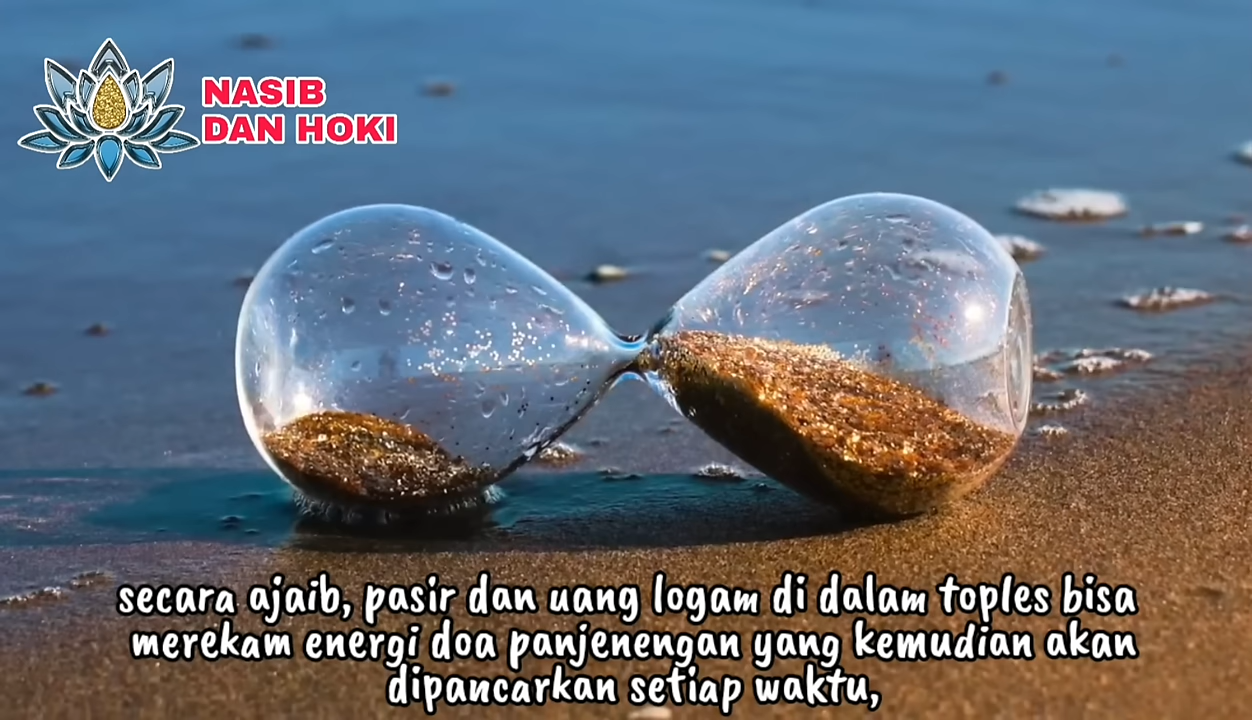 NASIB
DAN HOKI
secara ajaib, pasir dan uang logam di dalam toples bisa
merekam energi doa panjenengan yang kemudian akan
dipancarkan setiap waktu,